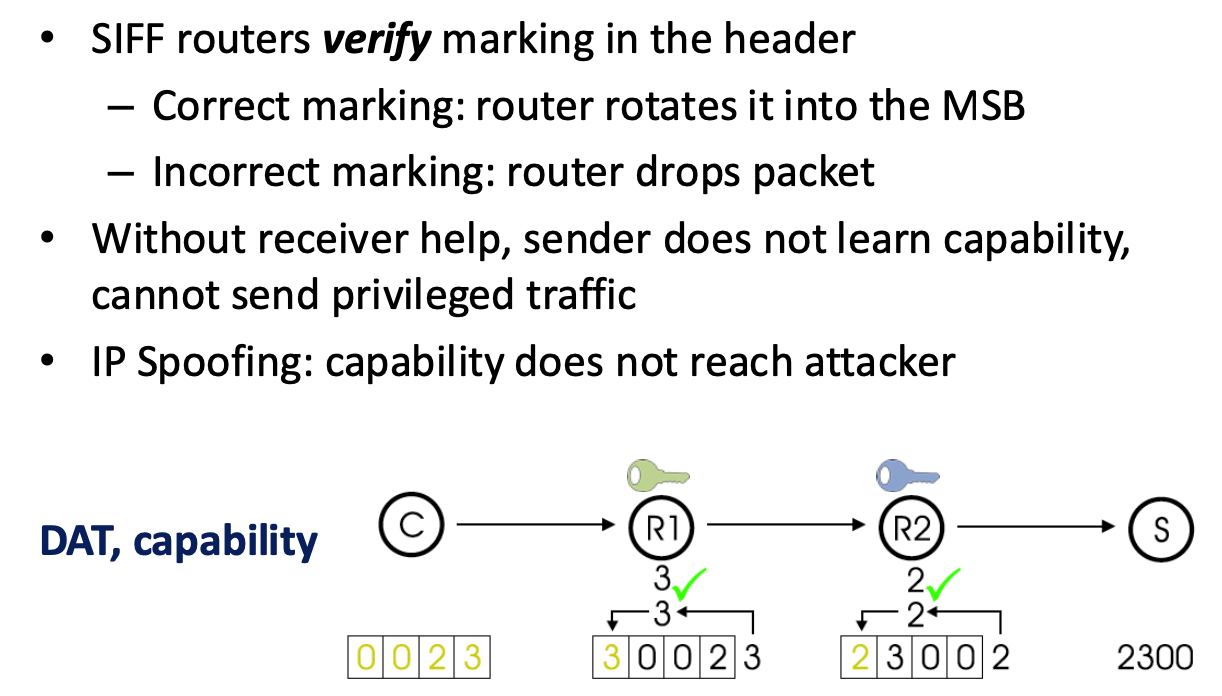 • SIFF routers verify marking in the header
– Correct marking: router rotates it into the MSB
– Incorrect marking: router drops packet
• Without receiver help, sender does not learn capability,
cannot send privileged traffic
• IP Spoofing: capability does not reach attacker
DAT, capability
C R1 R2 S
3 2
3 2
0 0 2 3 3 0 0 2 3 2 3 0 0 2 2300